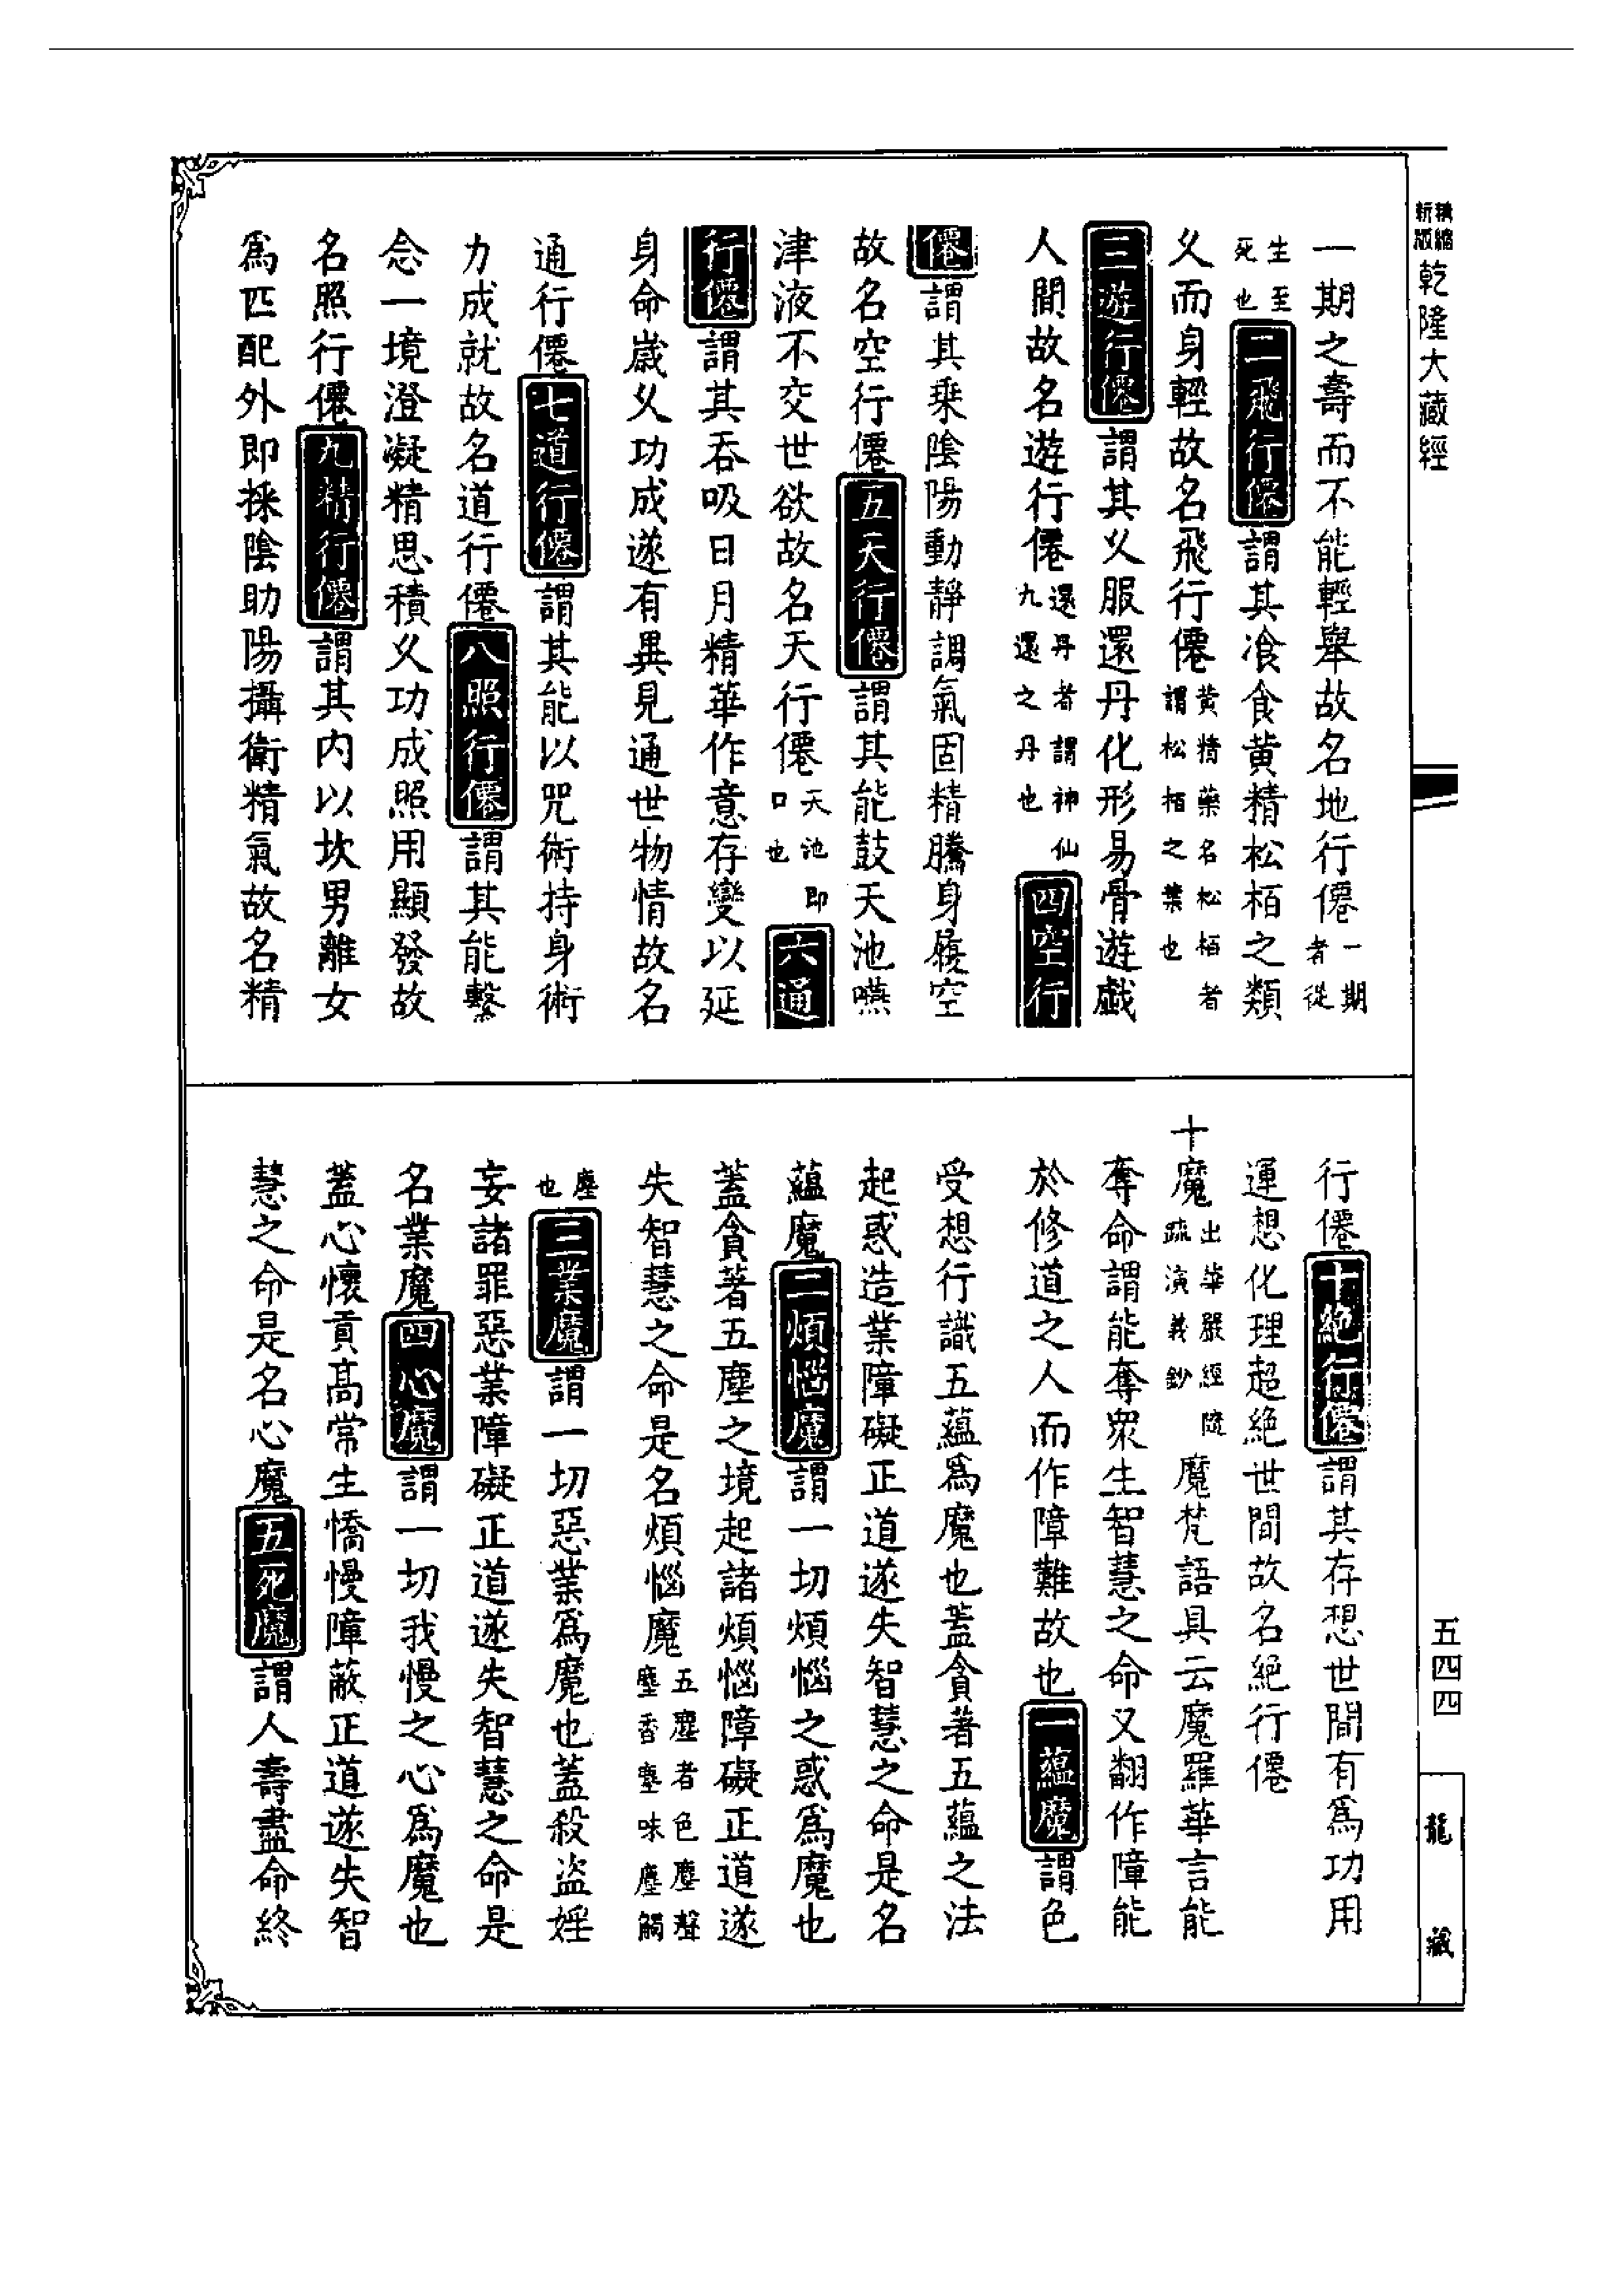 精縮新版乾隆大藏經
一期之壽而不能輕舉故名地行僊一期者從
生至死也二飛行僊謂其飡食黃精松栢之類
乆而身輕故名飛行僊黃精藥名松栢者謂松栢之葉也
三遊行僊謂其乆服還丹化形易骨遊戱
人間故名遊行僊還丹者謂神仙九還之丹也四空行
僊謂其乗陰陽動靜調氣固精騰身履空
故名空行僊五天行僊謂其能鼓天池嚥
津液不交世欲故名天行僊天池即口也六通
行僊謂其吞吸日月精華作意存變以延
身命嵗乆功成遂有異見通世物情故名
通行僊七道行僊謂其能以咒術持身術
力成就故名道行僊八照行僊謂其能繫
念一境澄凝精思積乆功成照用顯發故
名照行僊九精行僊謂其内以坎男離女
爲匹配外即採陰助陽攝衛精氣故名精
行僊十絶行僊謂其存想世間有爲功用
運想化理超絶世間故名絶行僊
十魔出華嚴經隨疏演義鈔魔梵語具云魔羅華言能
奪命謂能奪衆生智慧之命又翻作障能
於修道之人而作障難故也一蘊魔謂色
受想行識五蘊爲魔也蓋貪著五蘊之法
起惑造業障礙正道遂失智慧之命是名
蘊魔二煩惱魔謂一切煩惱之惑爲魔也
蓋貪著五塵之境起諸煩惱障礙正道遂
失智慧之命是名煩惱魔五塵者色塵聲塵香塵味塵觸
塵也三業魔謂一切惡業爲魔也蓋殺盜婬
妄諸罪惡業障礙正道遂失智慧之命是
名業魔四心魔謂一切我慢之心爲魔也
蓋心懷貢高常生憍慢障蔽正道遂失智
慧之命是名心魔五死魔謂人壽盡命終
五四四
龍藏